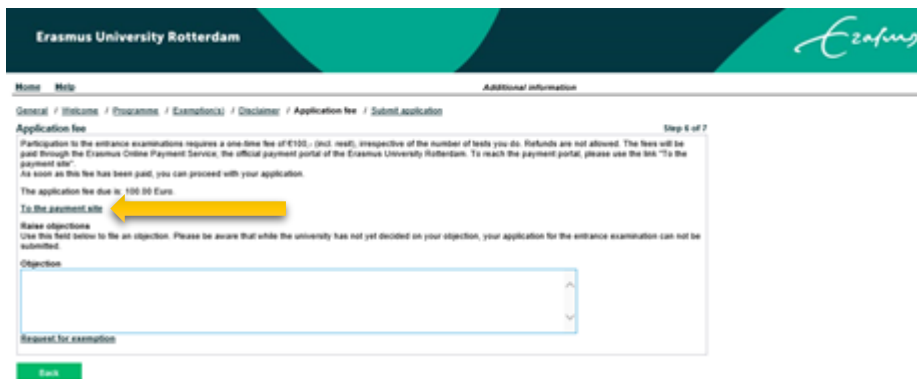 Erasmus University Rotterdam
Erasmus
Home Help Additional information
General / Welcome / Programme / Exemption(s) / Disclaimer / Application fee / Submit application
Application fee Step 6 of 7
Participation to the entrance examinations requires a one-time fee of €100,- (incl. resit), irrespective of the number of tests you do. Refunds are not allowed. The fees will be
paid through the Erasmus Online Payment Service, the official payment portal of the Erasmus University Rotterdam. To reach the payment portal, please use the link "To the
payment site".
As soon as this fee has been paid, you can proceed with your application.
The application fee due is: 100.00 Euro.
To the payment site
Raise objections
Use this field below to file an objection. Please be aware that while the university has not yet decided on your objection, your application for the entrance examination can not be
submitted.
Objection
Request for exemption
Back